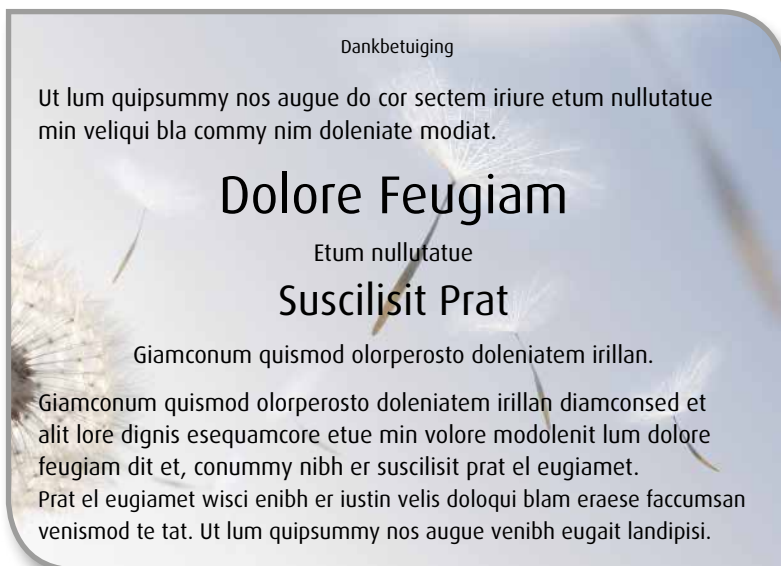 Dankbetuiging
Ut lum quipsummy nos augue do cor sectem iriure etum nullutatue
min veliqui bla commy nim doleniate modiat.
Dolore Feugiam
Etum nullutatue
Suscilisit Prat
Giamconum quismod olorperosto doleniatem irillan.
Giamconum quismod olorperosto doleniatem irillan diamconsed et
alit lore dignis esequamcore etue min volore modolenit lum dolore
feugiam dit et, conummy nibh er suscilisit prat el eugiamet.
Prat el eugiamet wisci enibh er iustin velis doloqui blam eraese faccumsan
venismod te tat. Ut lum quipsummy nos augue venibh eugait landipisi.